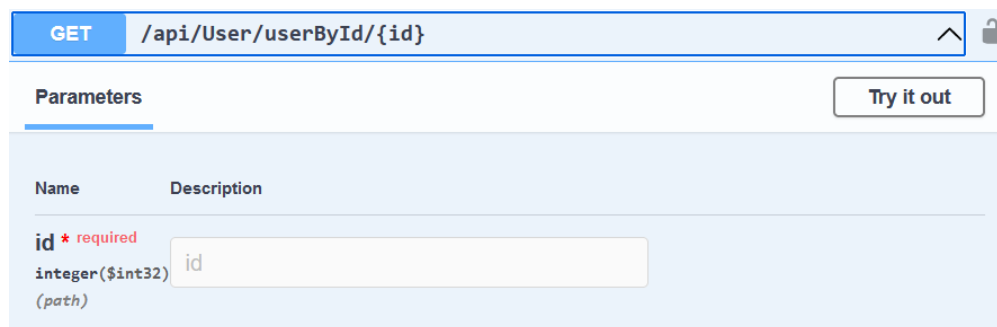 GET /api/User/userById/{id}
Parameters
Try it out
Name Description
id * required
id
integer($int32)
(path)